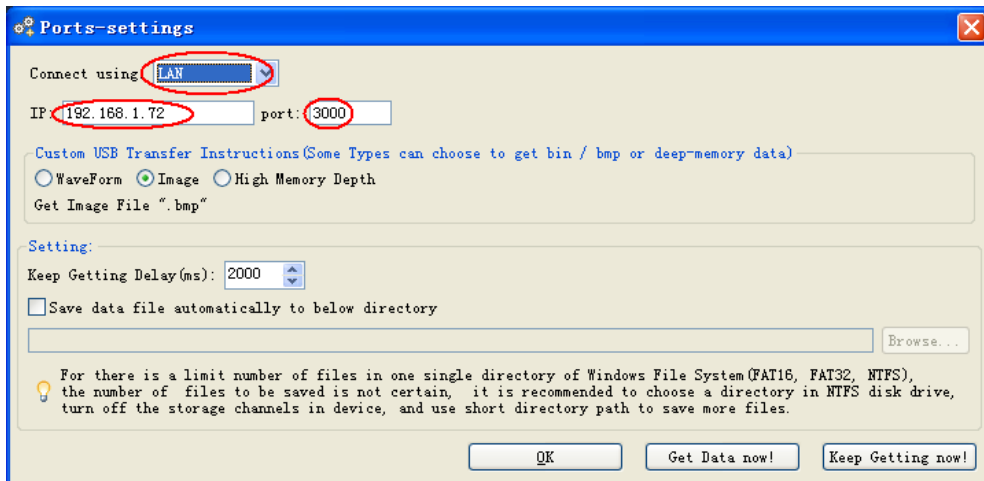 Ports-settings
Connect using LAN
IP: 192.168.1.72 port: 3000
Custom USB Transfer Instructions(Some Types can choose to get bin / bmp or deep-memory data)
WaveForm Image High Memory Depth
Get Image File ".bmp"
Setting:
Keep Getting Delay(ms): 2000
Save data file automatically to below directory
Browse...
For there is a limit number of files in one single directory of Windows File System(FAT16, FAT32, NTFS),
the number of files to be saved is not certain, it is recommended to choose a directory in NTFS disk drive,
turn off the storage channels in device, and use short directory path to save more files.
OK Get Data now! Keep Getting now!